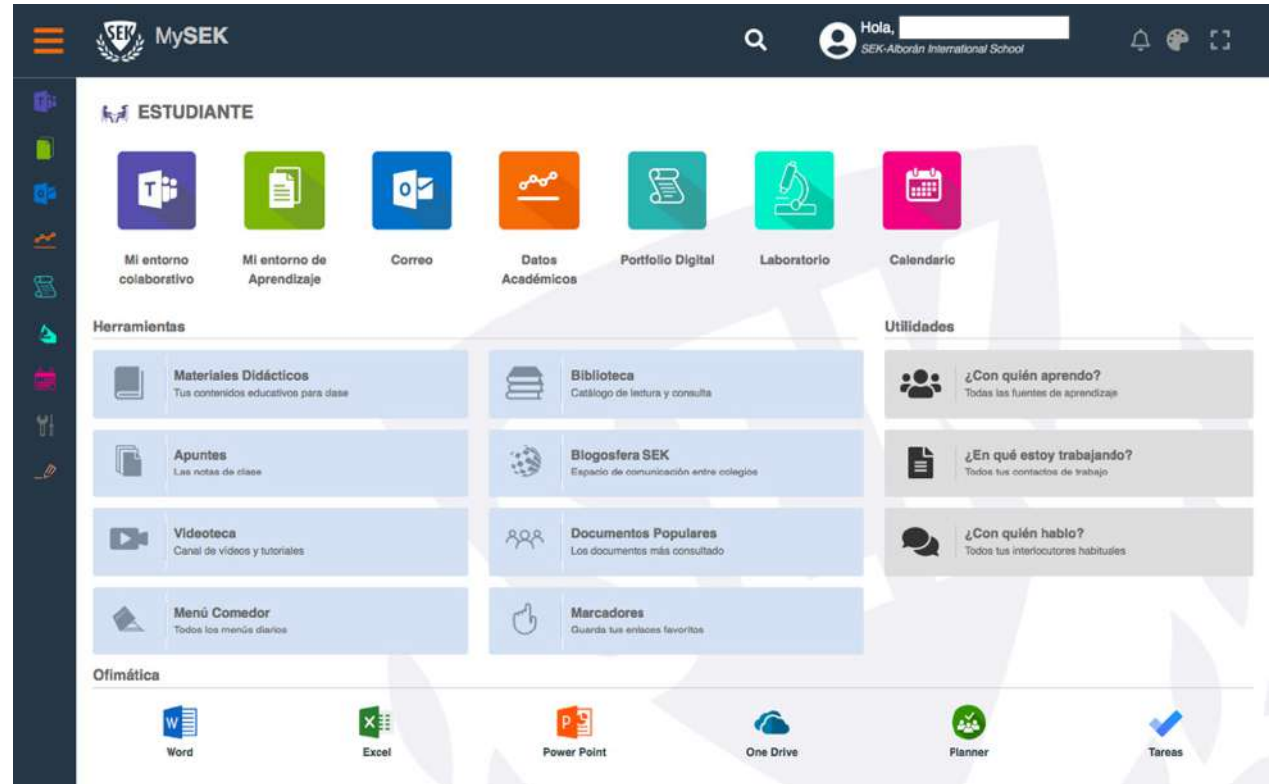 SEK
MySEK
Hola,
SEK-Alborán International School
ESTUDIANTE
Mi entorno
colaborativo
Mi entorno de
Aprendizaje
Correo
Datos
Académicos
Portfolio Digital
Laboratorio
Calendario
Herramientas
Utilidades
Materiales Didácticos
Tus contenidos educativos para clase
Biblioteca
Catálogo de lectura y consulta
¿Con quién aprendo?
Todas las fuentes de aprendizaje
Apuntes
Las notas de clase
Blogosfera SEK
Espacio de comunicación entre colegios
¿En qué estoy trabajando?
Todos tus contactos de trabajo
Videoteca
Canal de vídeos y tutoriales
Documentos Populares
Los documentos más consultado
¿Con quién hablo?
Todos tus interlocutores habituales
Menú Comedor
Todos los menús diarios
Marcadores
Guarda tus enlaces favoritos
Ofimática
Word
Excel
Power Point
One Drive
Planner
Tareas